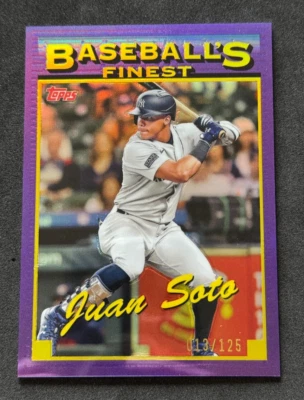 BASEBALL'S
FINEST
Topps
Juan Soto
013/125